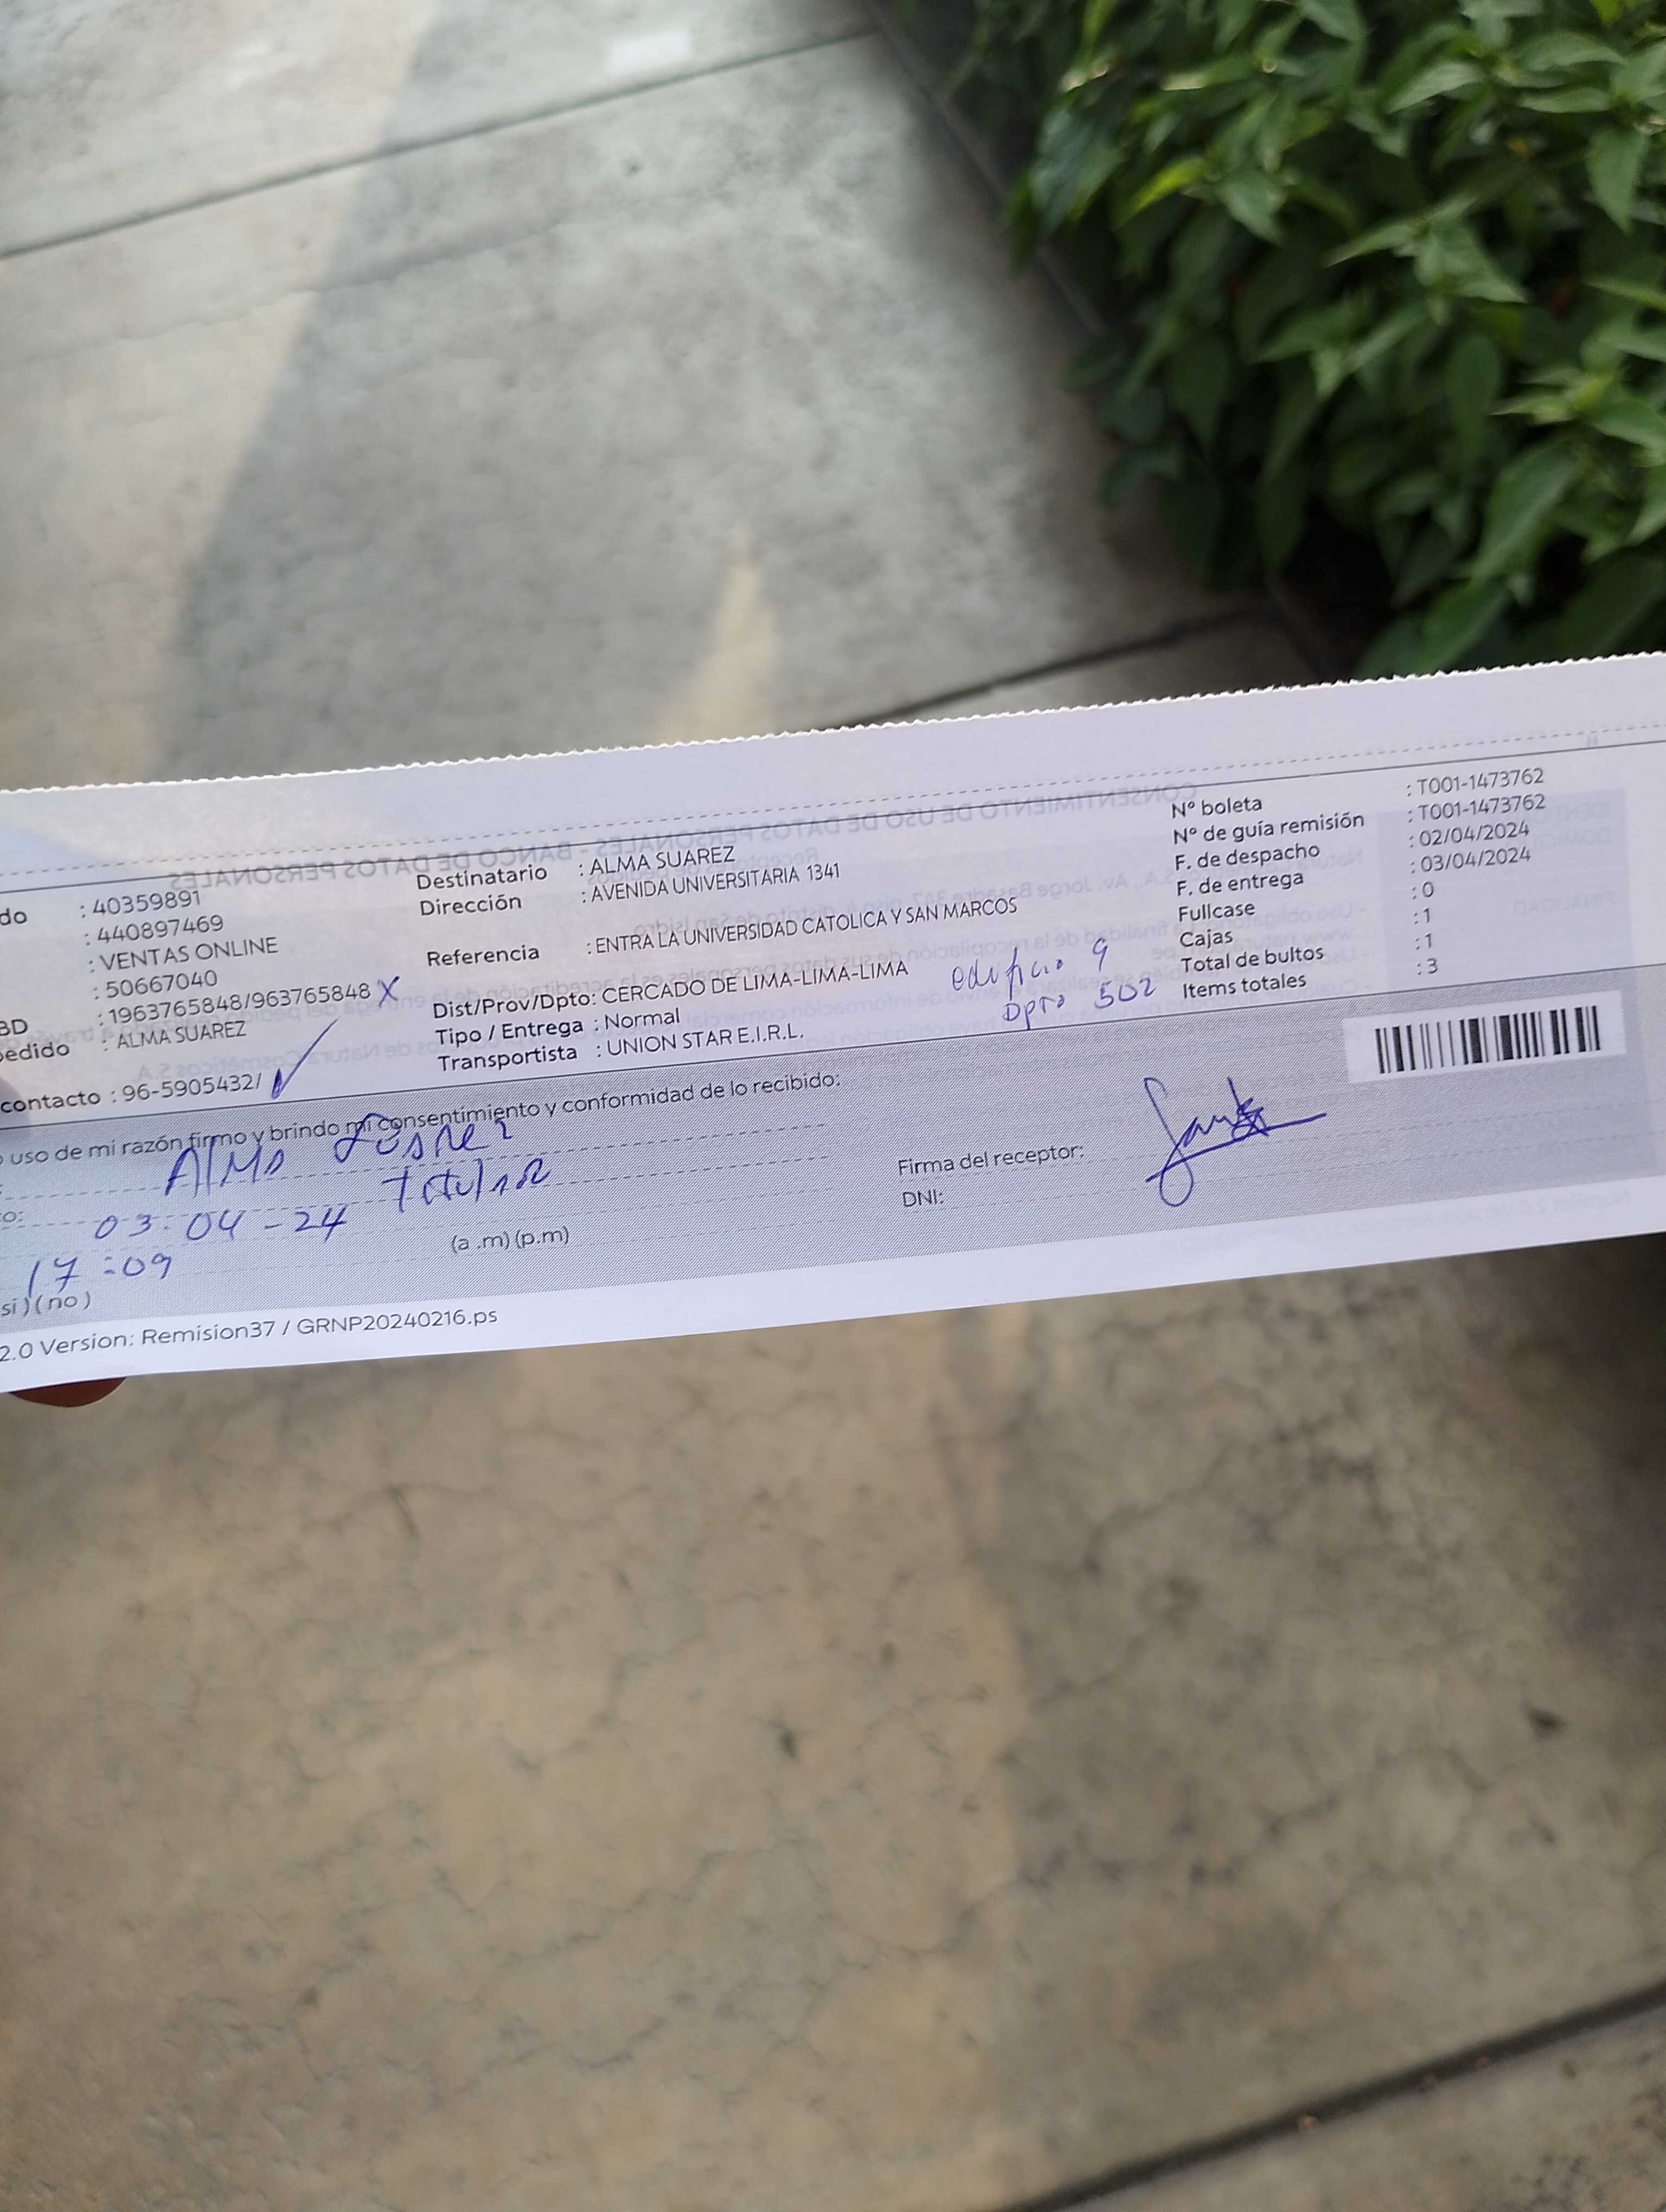 do : 40359891
: 440897469
: VENTAS ONLINE
: 50667040
BD : 1963765848/963765848 X
pedido : ALMA SUAREZ
contacto : 96-5905432/
Destinatario : ALMA SUAREZ
Dirección : AVENIDA UNIVERSITARIA 1341
Referencia : ENTRA LA UNIVERSIDAD CATOLICA Y SAN MARCOS
Dist/Prov/Dpto: CERCADO DE LIMA-LIMA-LIMA
Tipo / Entrega : Normal
Transportista : UNION STAR E.I.R.L.
edificio 9
Dpto 502
N° boleta : T001-1473762
N° de guía remisión : T001-1473762
F. de despacho : 02/04/2024
F. de entrega : 03/04/2024
Fullcase : 0
Cajas : 1
Total de bultos : 1
Items totales : 3
uso de mi razón firmo y brindo mi consentimiento y conformidad de lo recibido:
Alma
titular
03-04-24
17:09
(a.m) (p.m)
si) (no)
Firma del receptor:
DNI:
2.0 Version: Remision37 / GRNP20240216.ps
CONSENTIMIENTO DE USO DE DATOS PERSONALES - BANCO DE DATOS PERSONALES